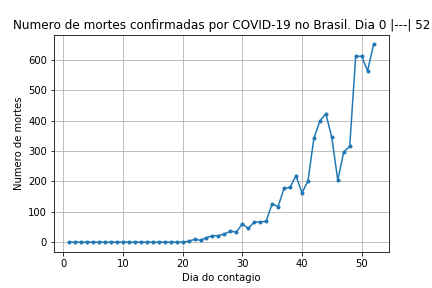 Numero de mortes confirmadas por COVID-19 no Brasil. Dia 0 |---| 52
600
500
400
300
200
100
0
Numero de mortes
0 10 20 30 40 50
Dia do contagio